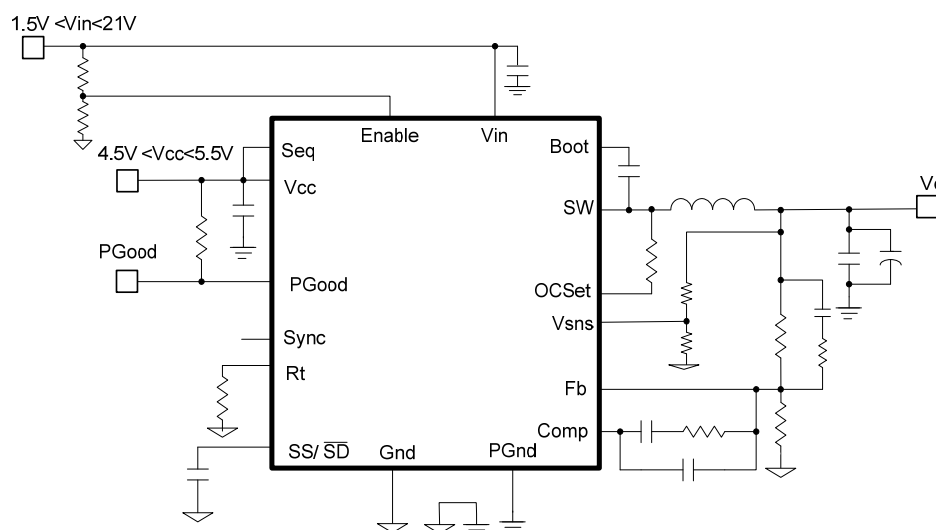 1.5V <Vin<21V
Enable
Vin
Seq
Boot
4.5V <Vcc<5.5V
Vcc
SW
PGood
PGood
OCSet
Vsns
Sync
Rt
Fb
Comp
SS/ SD
Gnd
PGnd